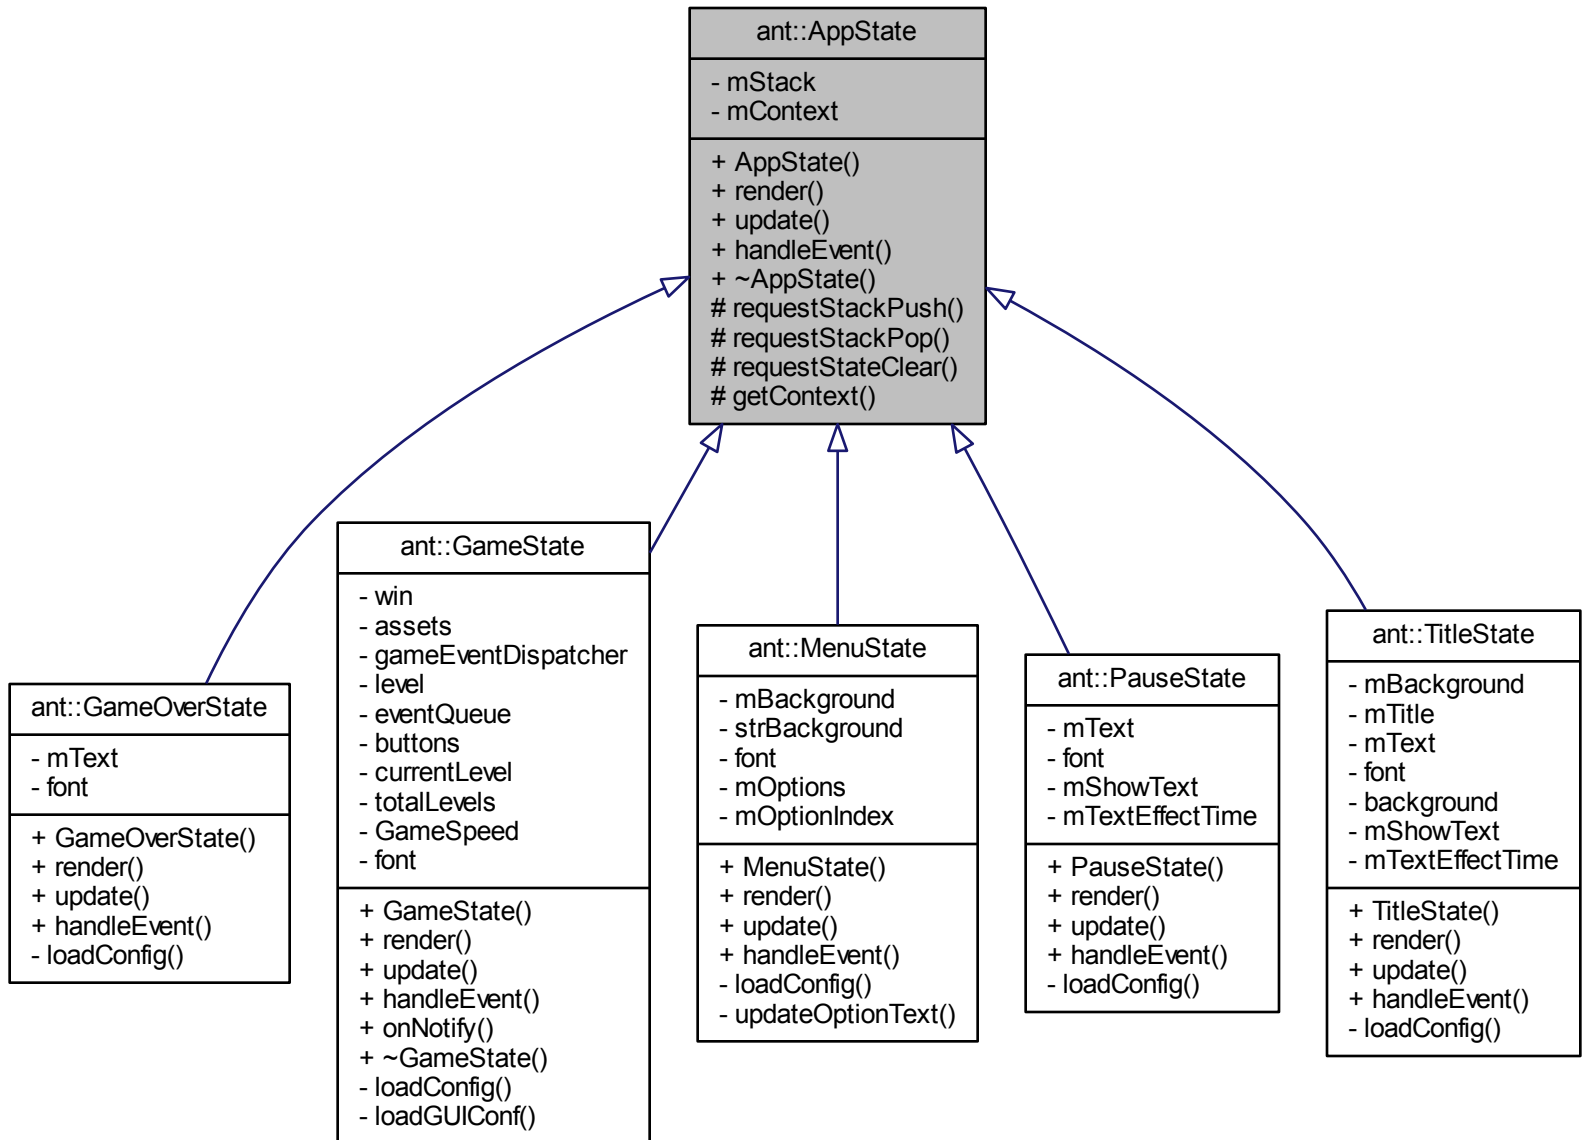 ant::AppState
- mStack
- mContext
+ AppState()
+ render()
+ update()
+ handleEvent()
+ ~AppState()
# requestStackPush()
# requestStackPop()
# requestStateClear()
# getContext()
ant::GameOverState
- mText
- font
+ GameOverState()
+ render()
+ update()
+ handleEvent()
- loadConfig()
ant::GameState
- win
- assets
- gameEventDispatcher
- level
- eventQueue
- buttons
- currentLevel
- totalLevels
- GameSpeed
- font
+ GameState()
+ render()
+ update()
+ handleEvent()
+ onNotify()
+ ~GameState()
- loadConfig()
- loadGUIConf()
ant::MenuState
- mBackground
- strBackground
- font
- mOptions
- mOptionIndex
+ MenuState()
+ render()
+ update()
+ handleEvent()
- loadConfig()
- updateOptionText()
ant::PauseState
- mText
- font
- mShowText
- mTextEffectTime
+ PauseState()
+ render()
+ update()
+ handleEvent()
- loadConfig()
ant::TitleState
- mBackground
- mTitle
- mText
- font
- background
- mShowText
- mTextEffectTime
+ TitleState()
+ render()
+ update()
+ handleEvent()
- loadConfig()